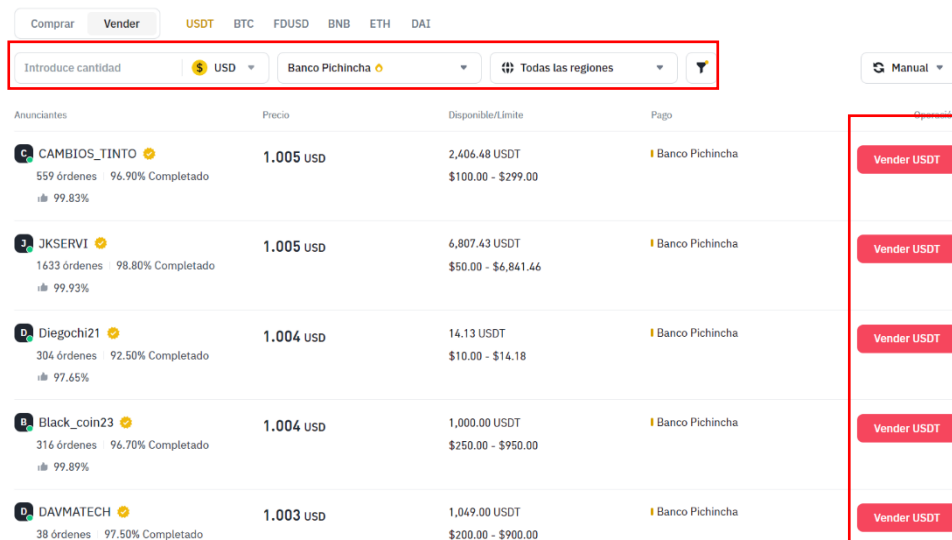 Comprar Vender USDT BTC FDUSD BNB ETH DAI
Introduce cantidad $ USD Banco Pichincha Todas las regiones Manual
Anunciantes Precio Disponible/Límite Pago Operació
C CAMBIOS_TINTO 1.005 USD 2,406.48 USDT Banco Pichincha Vender USDT
559 órdenes 96.90% Completado $100.00 - $299.00
99.83%
J JKSERVI 1.005 USD 6,807.43 USDT Banco Pichincha Vender USDT
1633 órdenes 98.80% Completado $50.00 - $6,841.46
99.93%
D Diegochi21 1.004 USD 14.13 USDT Banco Pichincha Vender USDT
304 órdenes 92.50% Completado $10.00 - $14.18
97.65%
B Black_coin23 1.004 USD 1,000.00 USDT Banco Pichincha Vender USDT
316 órdenes 96.70% Completado $250.00 - $950.00
99.89%
D DAVMATECH 1.003 USD 1,049.00 USDT Banco Pichincha Vender USDT
38 órdenes 97.50% Completado $200.00 - $900.00